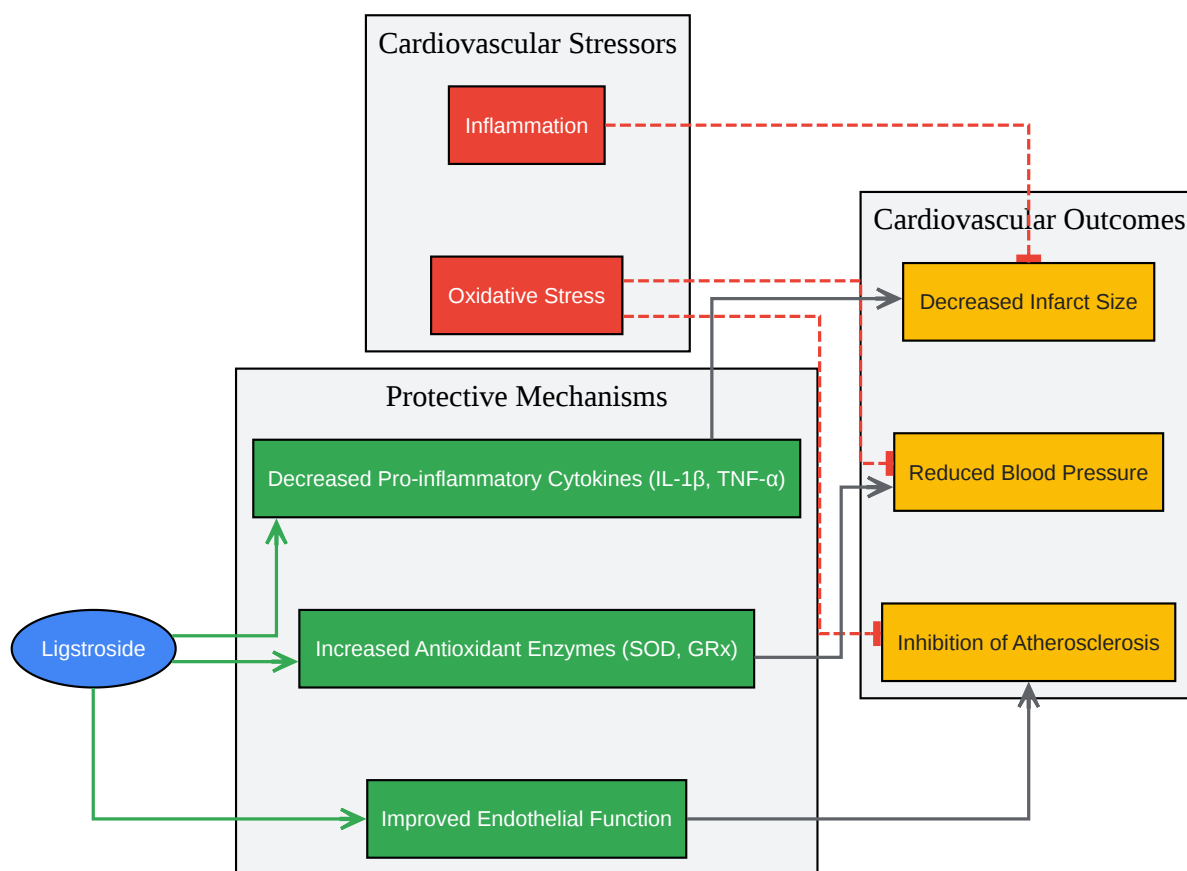 Cardiovascular Stressors
Inflammation
Oxidative Stress
Cardiovascular Outcomes
Decreased Infarct Size
Reduced Blood Pressure
Inhibition of Atherosclerosis
Protective Mechanisms
Decreased Pro-inflammatory Cytokines (IL-1β, TNF-α)
Increased Antioxidant Enzymes (SOD, GRx)
Improved Endothelial Function
Ligstroside